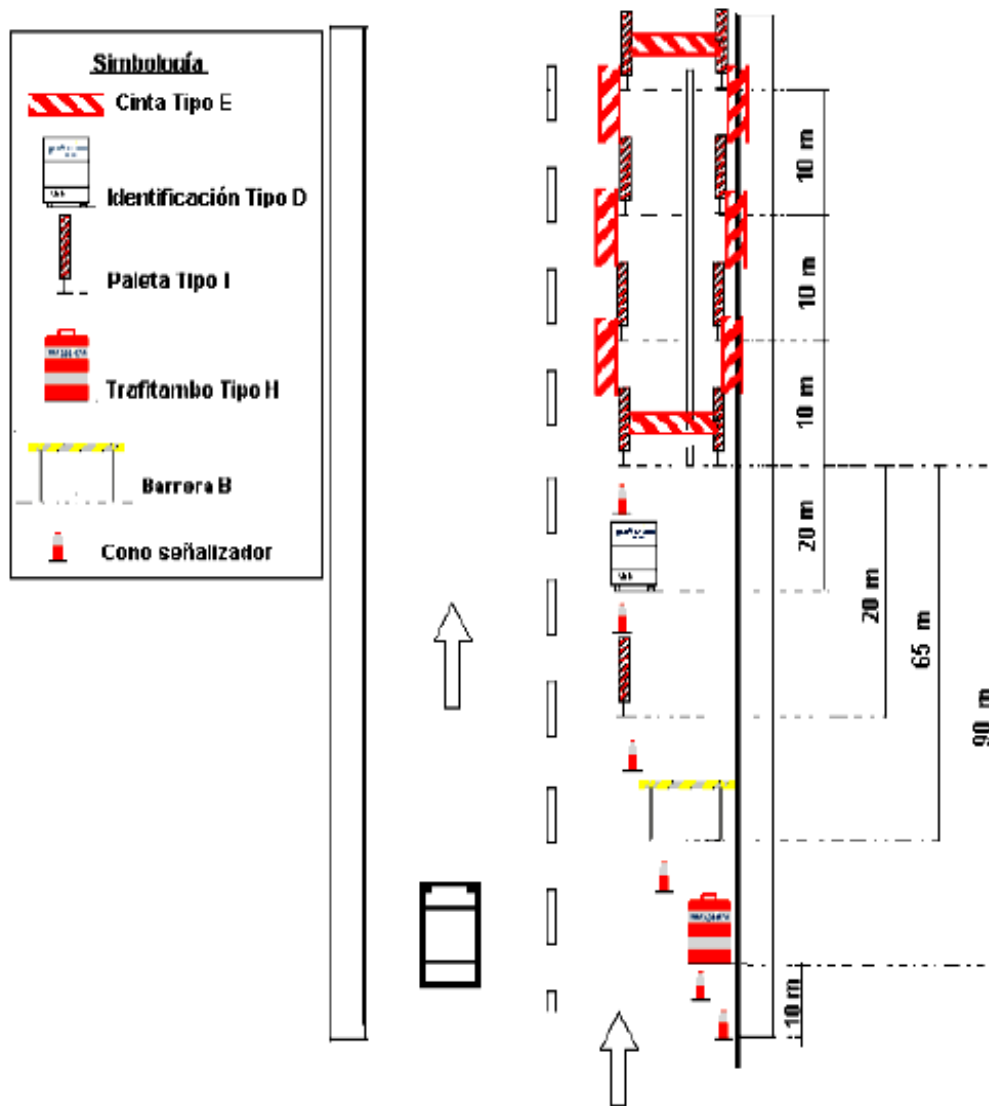 Simbología
Cinta Tipo E
Identificación Tipo D
Paleta Tipo I
Trafitambo Tipo H
Barrera B
Cono señalizador
10 m
10 m
10 m
20 m
20 m
65 m
90 m
10 m